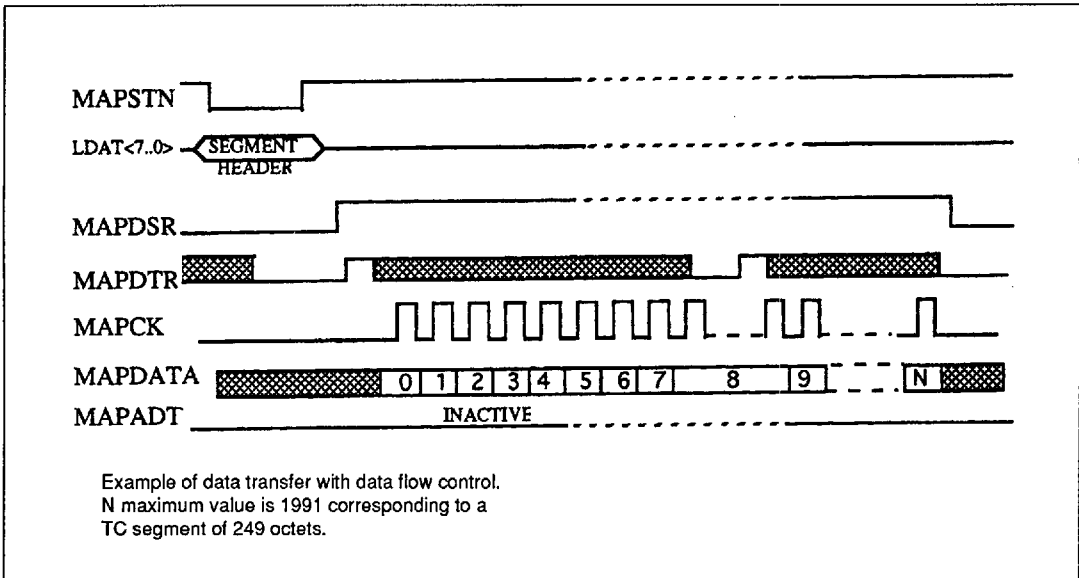 MAPSTN
LDAT<7..0> SEGMENT
HEADER
MAPDSR
MAPDTR
MAPCK
MAPDATA 0 1 2 3 4 5 6 7 8 9 N
MAPADT INACTIVE
Example of data transfer with data flow control.
N maximum value is 1991 corresponding to a
TC segment of 249 octets.